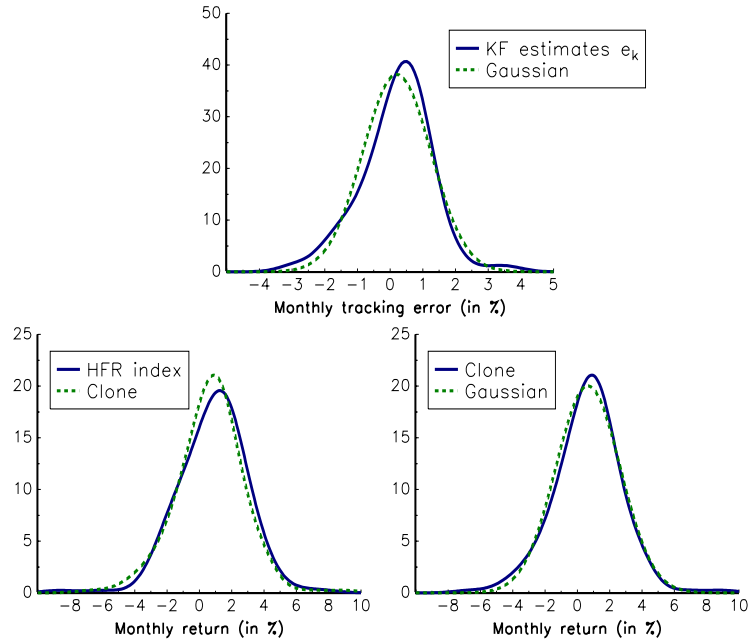 50
40
30
20
10
0
KF estimates e_k
Gaussian
-4 -3 -2 -1 0 1 2 3 4 5
Monthly tracking error (in %)
25
20
15
10
5
0
HFR index
Clone
-8 -6 -4 -2 0 2 4 6 8 10
Monthly return (in %)
25
20
15
10
5
0
Clone
Gaussian
-8 -6 -4 -2 0 2 4 6 8 10
Monthly return (in %)